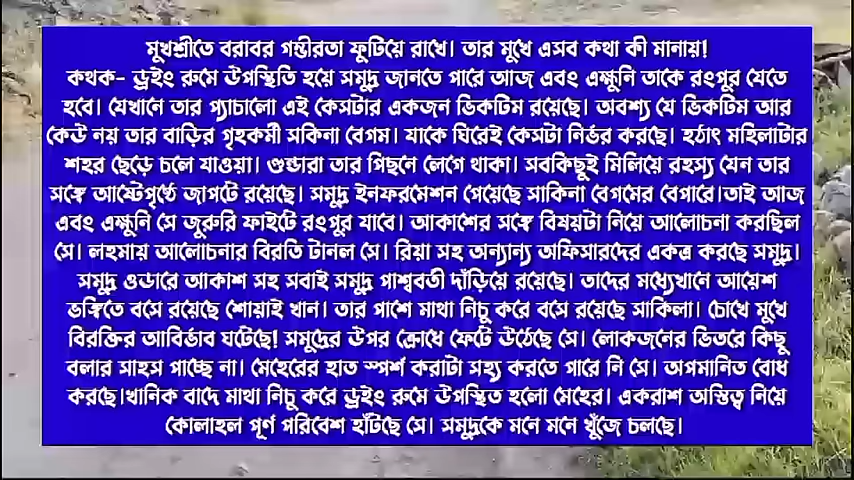 মুখশ্রীতে বরাবর গম্ভীরতা ফুটিয়ে রাখে। তার মুখে এসব কথা কী মানায়!
কথক- ড্রইং রুমে উপস্থিতি হয়ে সমুদ্র জানতে পারে আজ এবং এক্ষুনি তাকে রংপুর যেতে
হবে। যেখানে তার প্যাচালো এই কেসটার একজন ভিকটিম রয়েছে। অবশ্য যে ভিকটিম আর
কেউ নয় তার বাড়ির গৃহকর্মী সকিনা বেগম। যাকে ঘিরেই কেসটা নির্ভর করছে। হঠাৎ মহিলাটার
শহর ছেড়ে চলে যাওয়া। গুন্ডারা তার পিছনে লেগে থাকা। সবকিছুই মিলিয়ে রহস্য যেন তার
সঙ্গে আস্টেপৃষ্ঠে জাপটে রয়েছে। সমুদ্র ইনফরমেশন পেয়েছে সাকিনা বেগমের বেপারে।তাই আজ
এবং এক্ষুনি সে জুরুরি ফাইটে রংপুর যাবে। আকাশের সঙ্গে বিষয়টা নিয়ে আলোচনা করছিল
সে। লহমায় আলোচনার বিরতি টানল সে। রিয়া সহ অন্যান্য অফিসারদের একত্র করছে সমুদ্র।
সমুদ্র ওডারে আকাশ সহ সবাই সমুদ্র পাশ্ববর্তী দাঁড়িয়ে রয়েছে। তাদের মধ্যেখানে আয়েশ
ভঙ্গিতে বসে রয়েছে শোয়াই খান। তার পাশে মাথা নিচু করে বসে রয়েছে সাকিলা। চোখে মুখে
বিরক্তির আবির্ভাব ঘটেছে! সমুদ্রের উপর ক্রোধে ফেটে উঠেছে সে। লোকজনের ভিতরে কিছু
বলার সাহস পাচ্ছে না। মেহেরের হাত স্পর্শ করাটা সহ্য করতে পারে নি সে। অপমানিত বোধ
করছে।খানিক বাদে মাথা নিচু করে ড্রইং রুমে উপস্থিত হলো মেহের। একরাশ অস্তিত্ব নিয়ে
কোলাহল পূর্ণ পরিবেশ হাঁটছে সে। সমুদ্রকে মনে মনে খুঁজে চলছে।